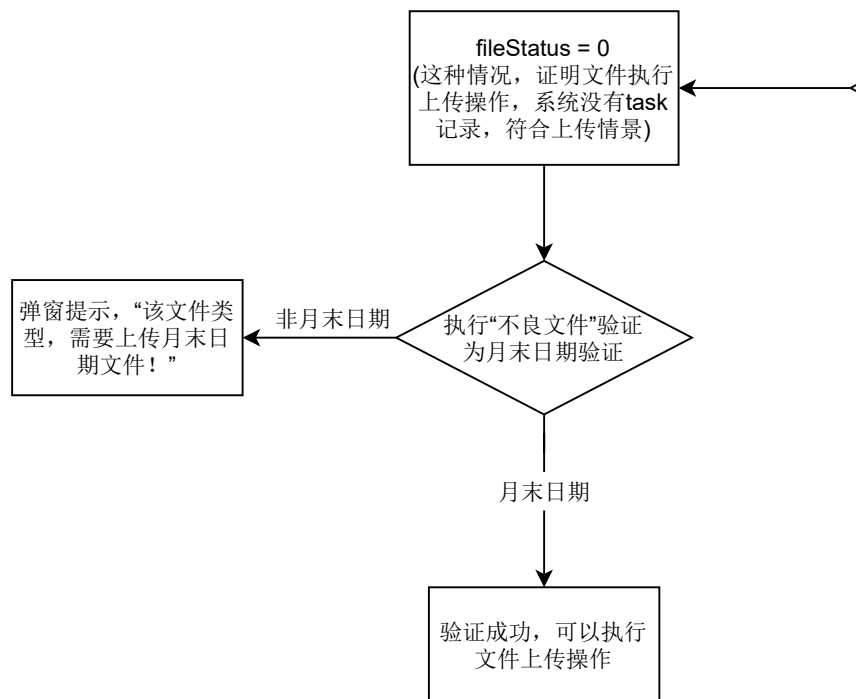 fileStatus = 0
(这种情况，证明文件执行
上传操作，系统没有task
记录，符合上传情景)
弹窗提示，“该文件类
型，需要上传月末日
期文件！”
非月末日期
执行“不良文件”验证
为月末日期验证
月末日期
验证成功，可以执行
文件上传操作